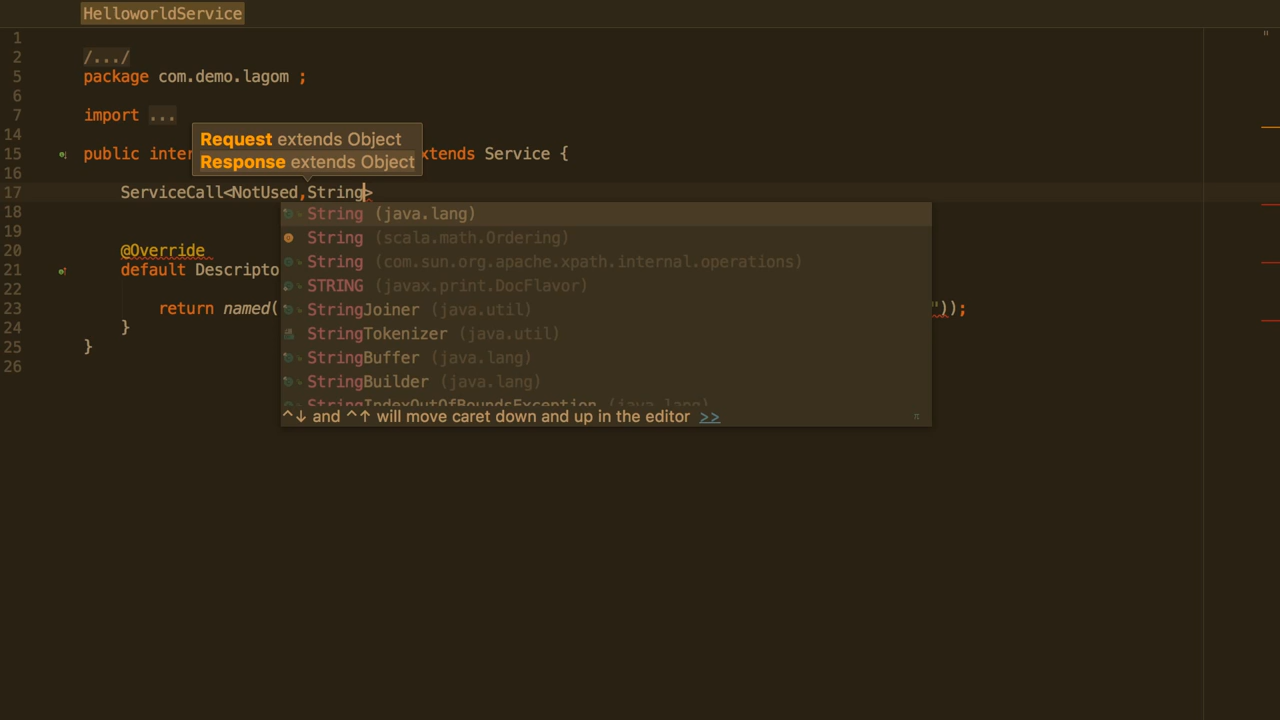 HelloworldService
1
2 /.../
5 package com.demo.lagom ;
6
7 import ...
14
Request extends Object
15 public inter xtends Service {
Response extends Object
16
17 ServiceCall<NotUsed,String>
18
String (java.lang)
19
String (scala.math.Ordering)
20 @Override
String (com.sun.org.apache.xpath.internal.operations)
21 default Descripto
STRING (javax.print.DocFlavor)
22
23 return named( "));
StringJoiner (java.util)
24 }
StringTokenizer (java.util)
25 }
StringBuffer (java.lang)
26
StringBuilder (java.lang)
StringIndexOutOfBoundsException (java.lang)
^↓ and ^↑ will move caret down and up in the editor >> π